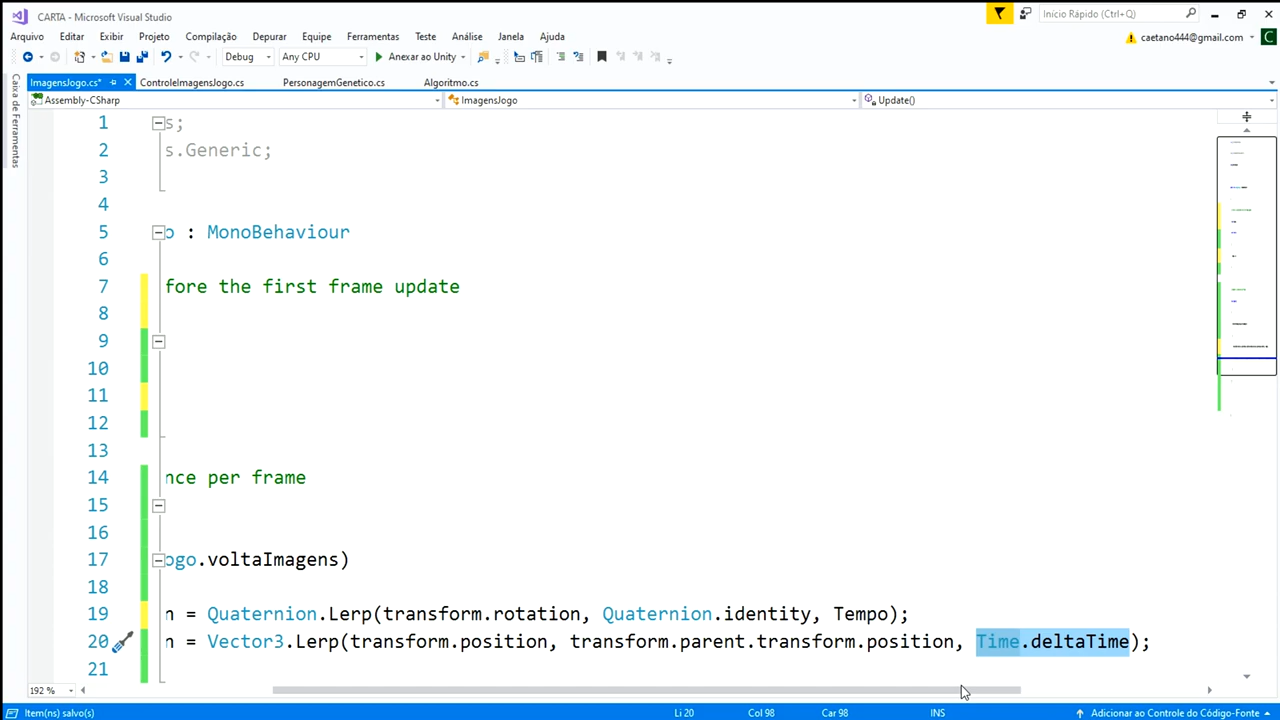 CARTA - Microsoft Visual Studio
Início Rápido (Ctrl+Q)
Arquivo Editar Exibir Projeto Compilação Depurar Equipe Ferramentas Teste Análise Janela Ajuda
caetano444@gmail.com C
Debug Any CPU Anexar ao Unity
ImagensJogo.cs* ControleImagensJogo.cs PersonagemGenetico.cs Algoritmo.cs
Assembly-CSharp ImagensJogo Update()
Caixa de Ferramentas
1 s;
2 s.Generic;
3
4
5 o : MonoBehaviour
6
7 fore the first frame update
8
9
10
11
12
13
14 nce per frame
15
16
17 ogo.voltaImagens)
18
19 n = Quaternion.Lerp(transform.rotation, Quaternion.identity, Tempo);
20 n = Vector3.Lerp(transform.position, transform.parent.transform.position, Time.deltaTime);
21
192 %
Item(ns) salvo(s) Li 20 Col 98 Car 98 INS Adicionar ao Controle do Código-Fonte